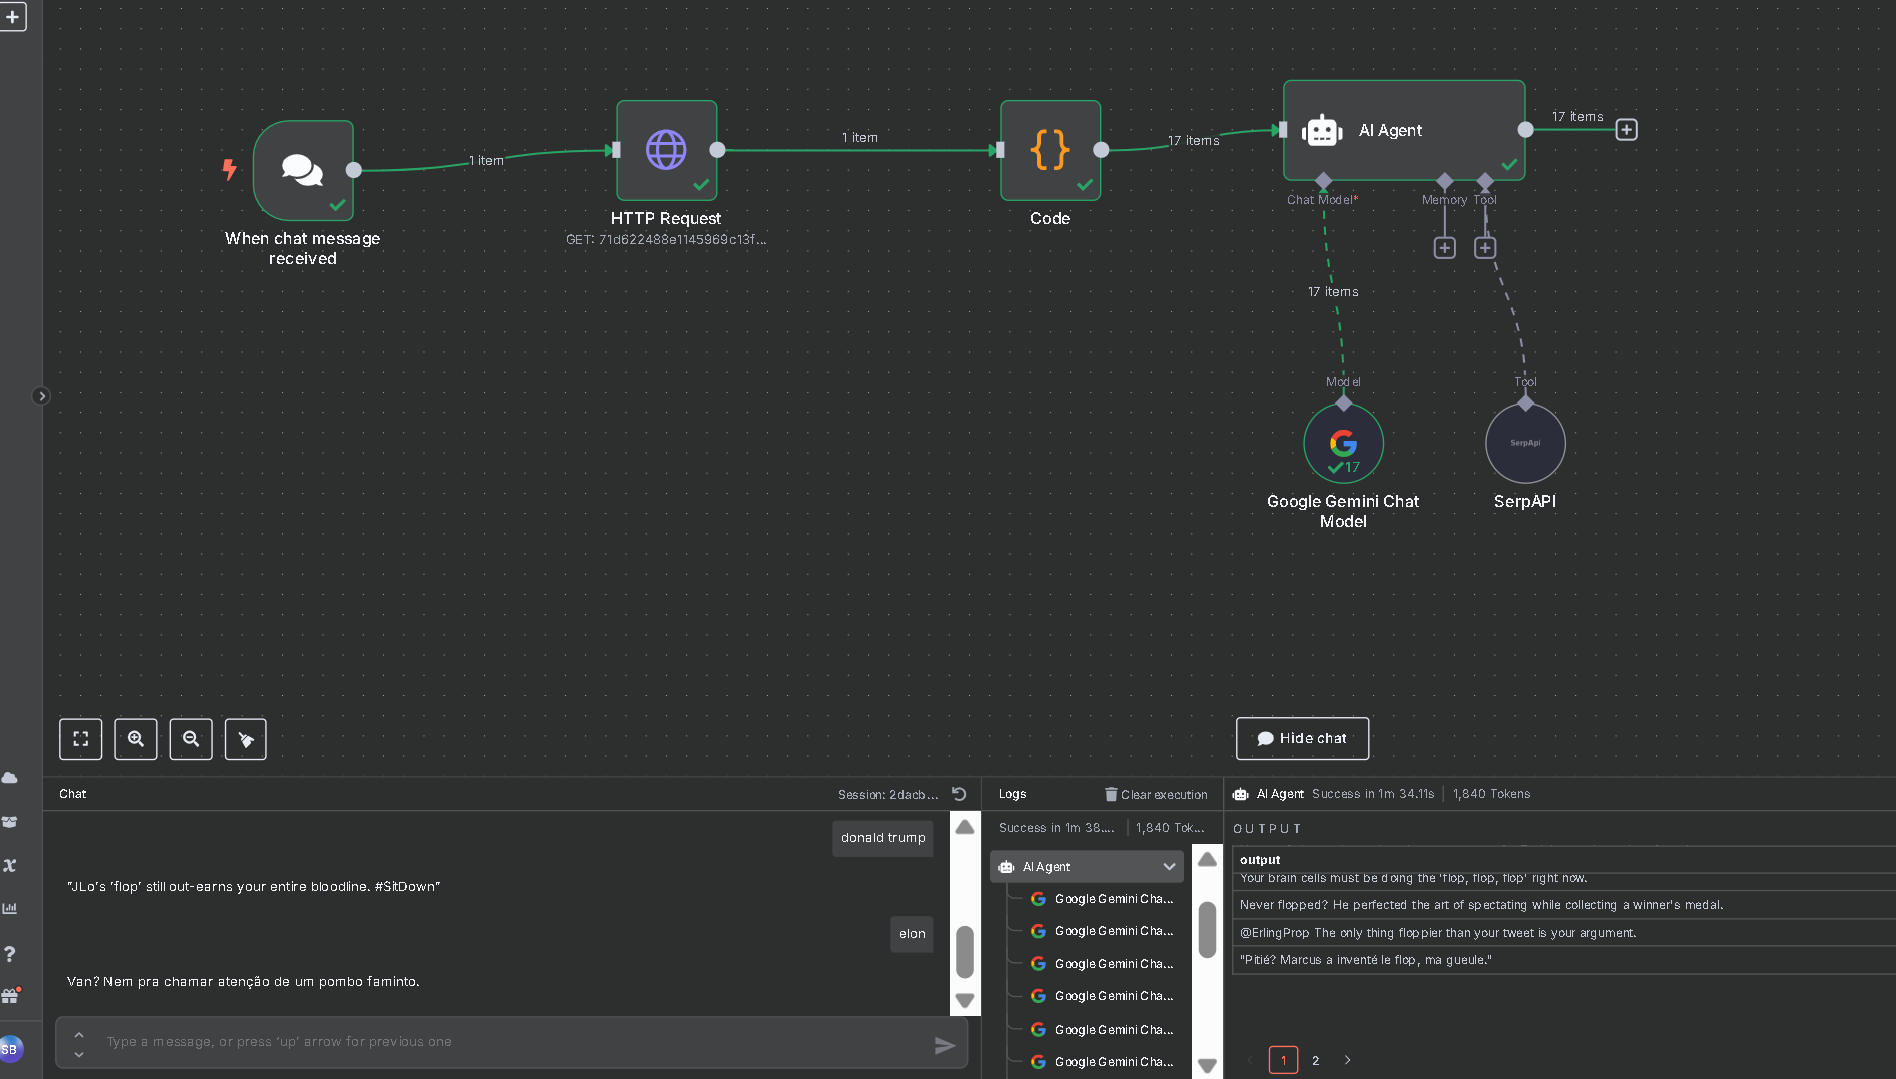 1 item
1 item
17 items
AI Agent
17 items
Chat Model*
Memory
Tool
When chat message
received
HTTP Request
GET: 71d622488e1145969c13f...
Code
17 items
Model
Tool
17
SerpApi
Google Gemini Chat
Model
SerpAPI
Hide chat
Chat
Session: 2dacb...
donald trump
"JLo's 'flop' still out-earns your entire bloodline. #SitDown"
elon
Van? Nem pra chamar atenção de um pombo faminto.
Type a message, or press 'up' arrow for previous one
SB
Logs
Clear execution
Success in 1m 38....
1,840 Tok...
AI Agent
Google Gemini Cha...
Google Gemini Cha...
Google Gemini Cha...
Google Gemini Cha...
Google Gemini Cha...
Google Gemini Cha...
AI Agent
Success in 1m 34.11s
1,840 Tokens
OUTPUT
output
Your brain cells must be doing the 'flop, flop, flop' right now.
Never flopped? He perfected the art of spectating while collecting a winner's medal.
@ErlingProp The only thing floppier than your tweet is your argument.
"Pitié? Marcus a inventé le flop, ma gueule."
1
2